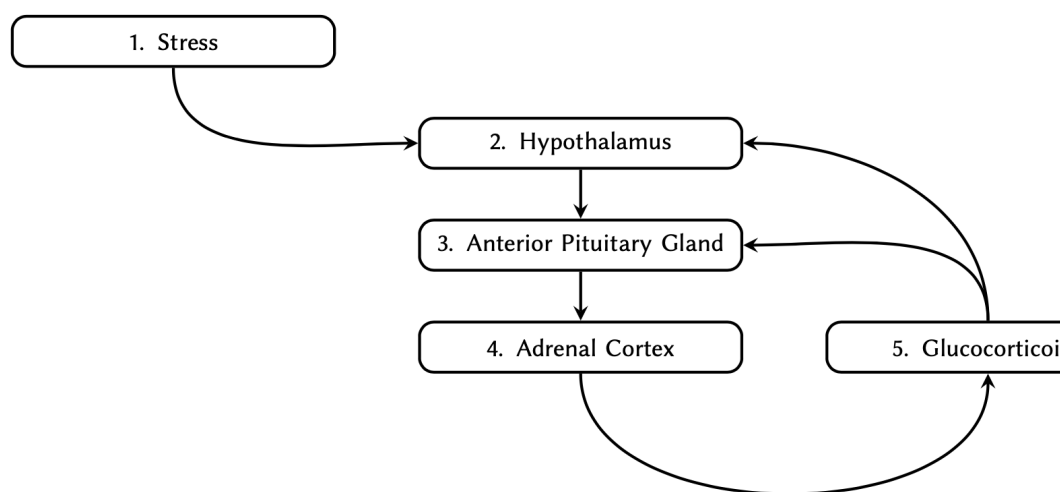 1. Stress
2. Hypothalamus
3. Anterior Pituitary Gland
4. Adrenal Cortex
5. Glucocorticoi